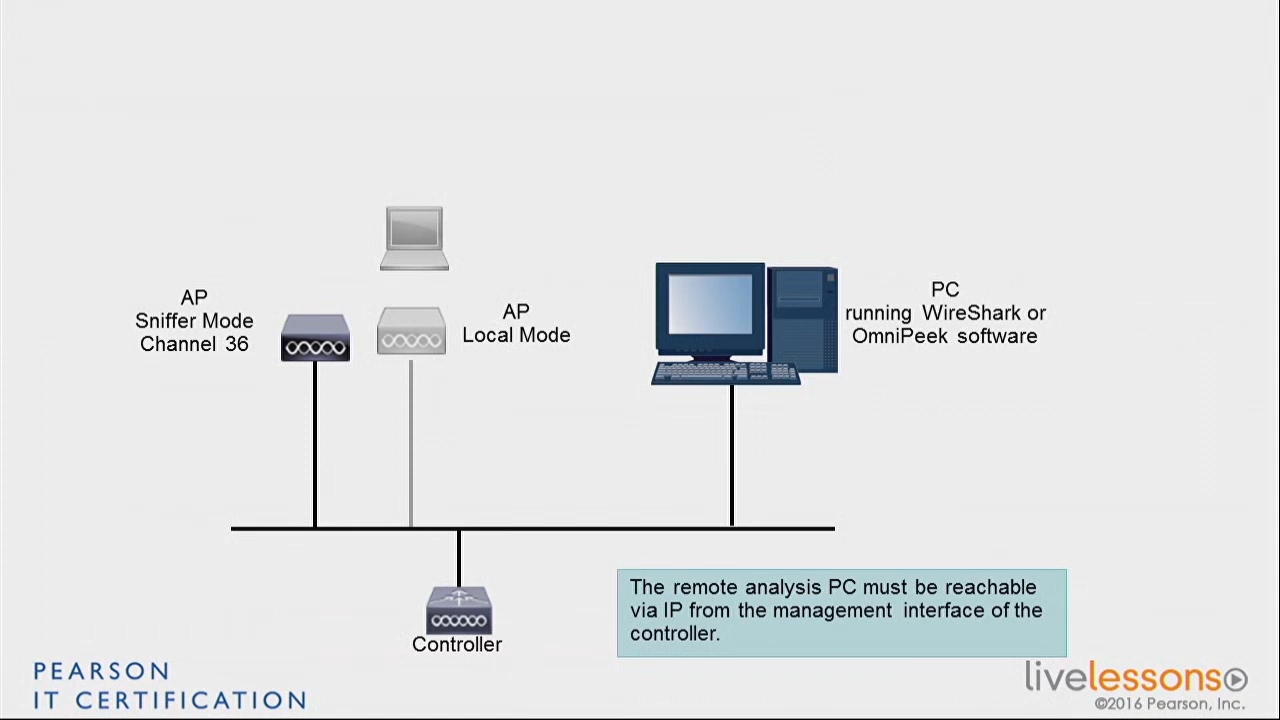 AP
Sniffer Mode
Channel 36
AP
Local Mode
PC
running WireShark or
OmniPeek software
Controller
The remote analysis PC must be reachable
via IP from the management interface of the
controller.
PEARSON
IT CERTIFICATION
livelessons
©2016 Pearson, Inc.